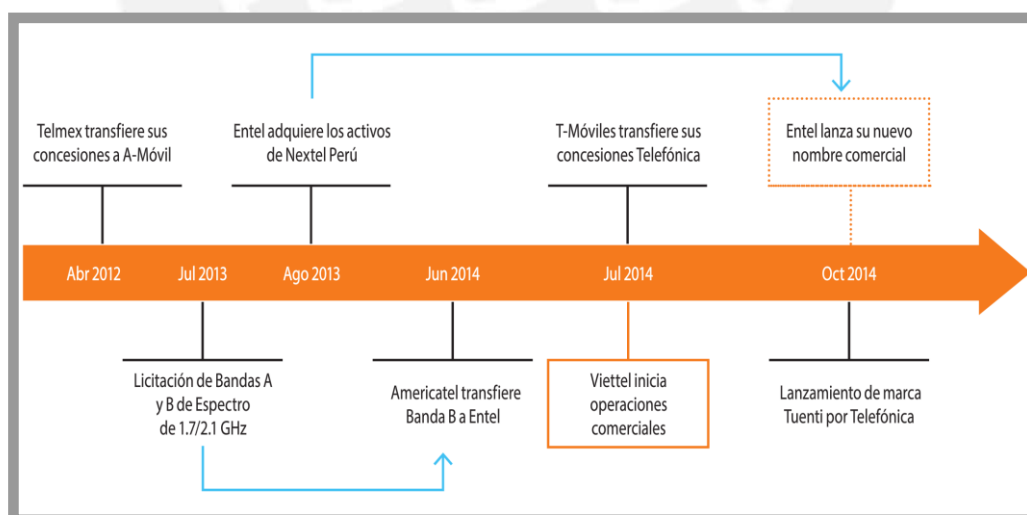 Telmex transfiere sus
concesiones a A-Móvil
Entel adquiere los activos
de Nextel Perú
T-Móviles transfiere sus
concesiones Telefónica
Entel lanza su nuevo
nombre comercial
Abr 2012
Jul 2013
Ago 2013
Jun 2014
Jul 2014
Oct 2014
Licitación de Bandas A
y B de Espectro
de 1.7/2.1 GHz
Americatel transfiere
Banda B a Entel
Viettel inicia
operaciones
comerciales
Lanzamiento de marca
Tuenti por Telefónica